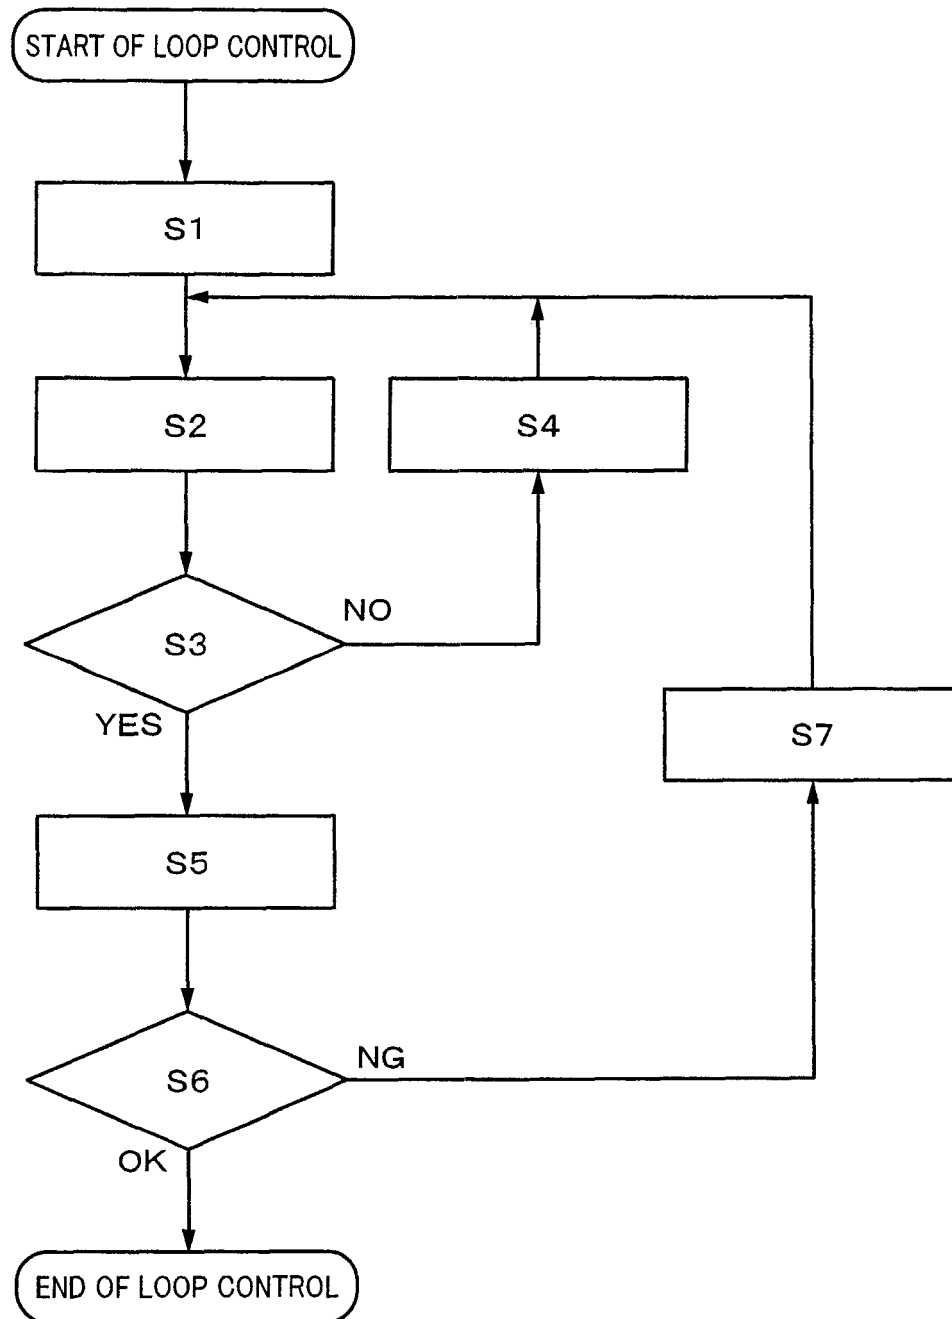 START OF LOOP CONTROL
S1
S2
S4
S3
NO
YES
S7
S5
S6
NG
OK
END OF LOOP CONTROL